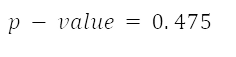 p − value = 0.475